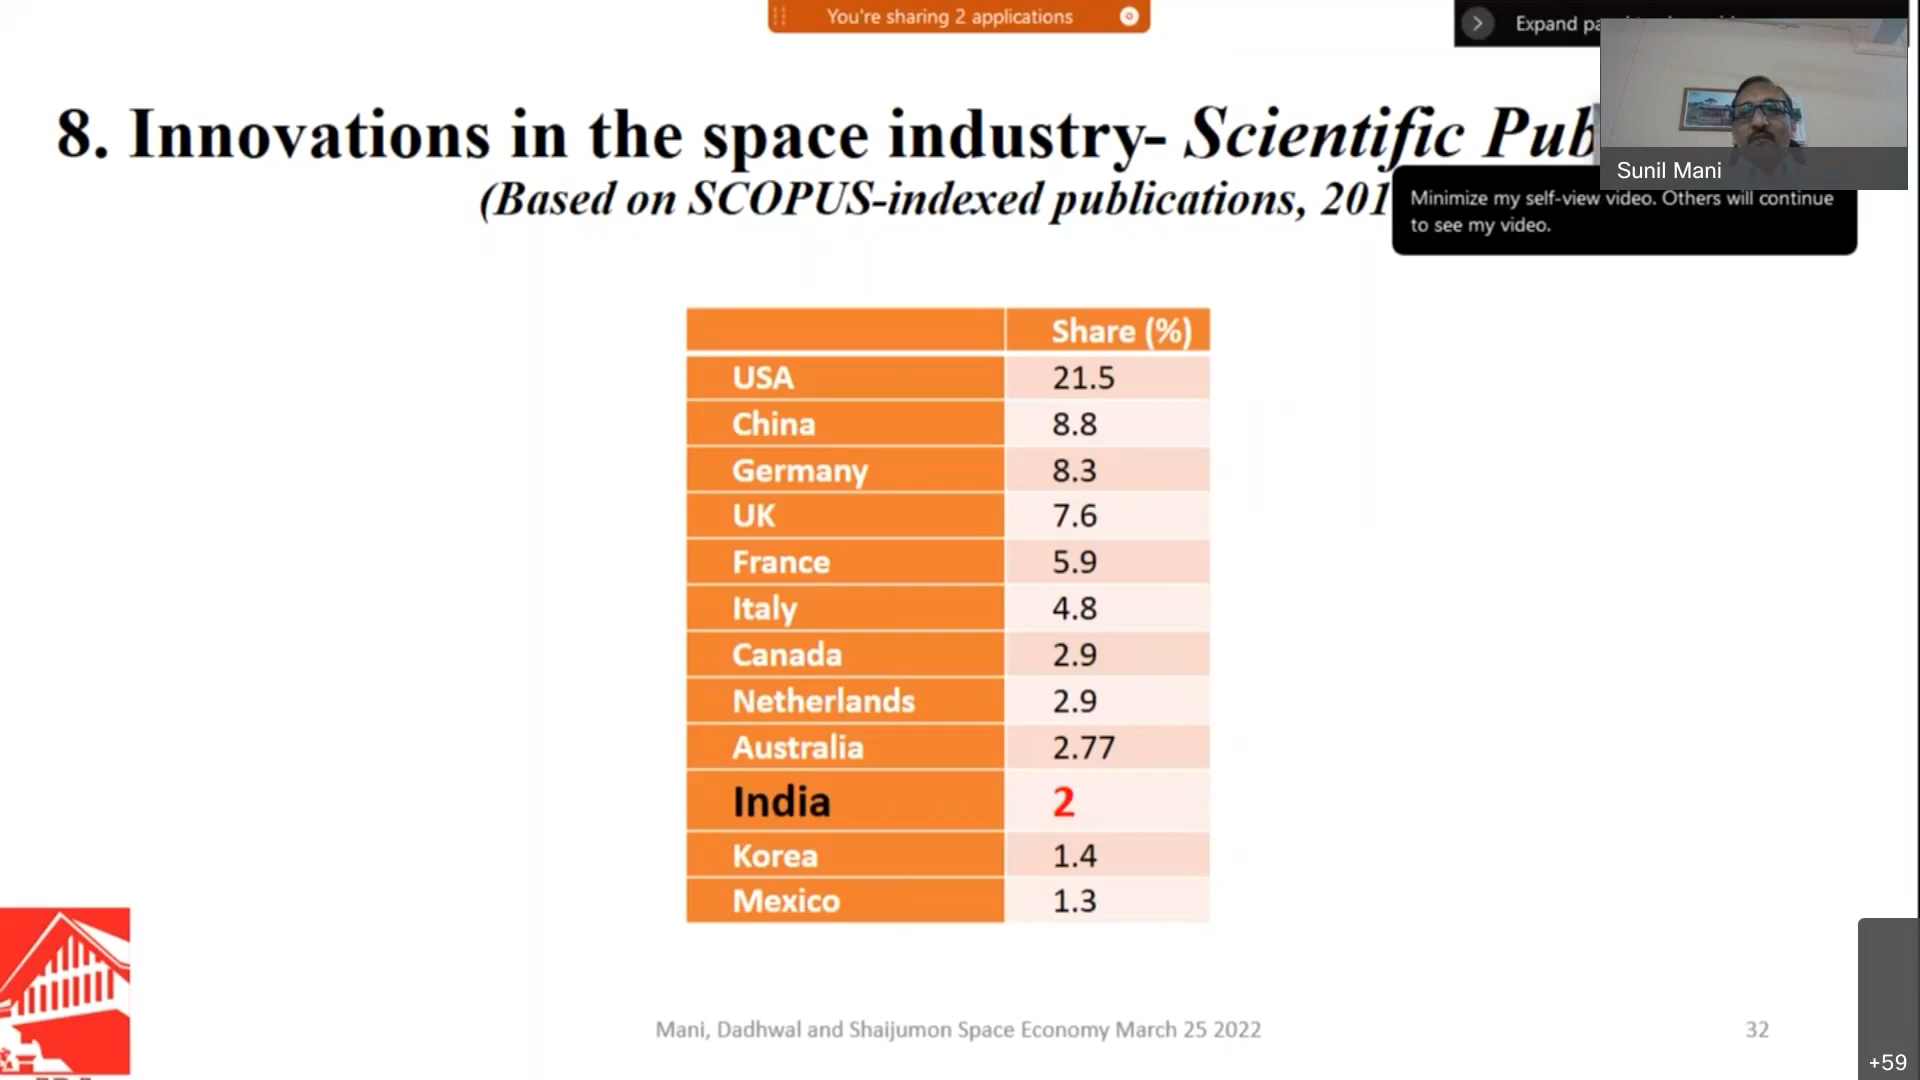 You're sharing 2 applications
Expand
8. Innovations in the space industry- Scientific Pub
(Based on SCOPUS-indexed publications, 201
Sunil Mani
Minimize my self-view video. Others will continue
to see my video.
Share (%)
USA 21.5
China 8.8
Germany 8.3
UK 7.6
France 5.9
Italy 4.8
Canada 2.9
Netherlands 2.9
Australia 2.77
India 2
Korea 1.4
Mexico 1.3
Mani, Dadhwal and Shaijumon Space Economy March 25 2022
32
+59